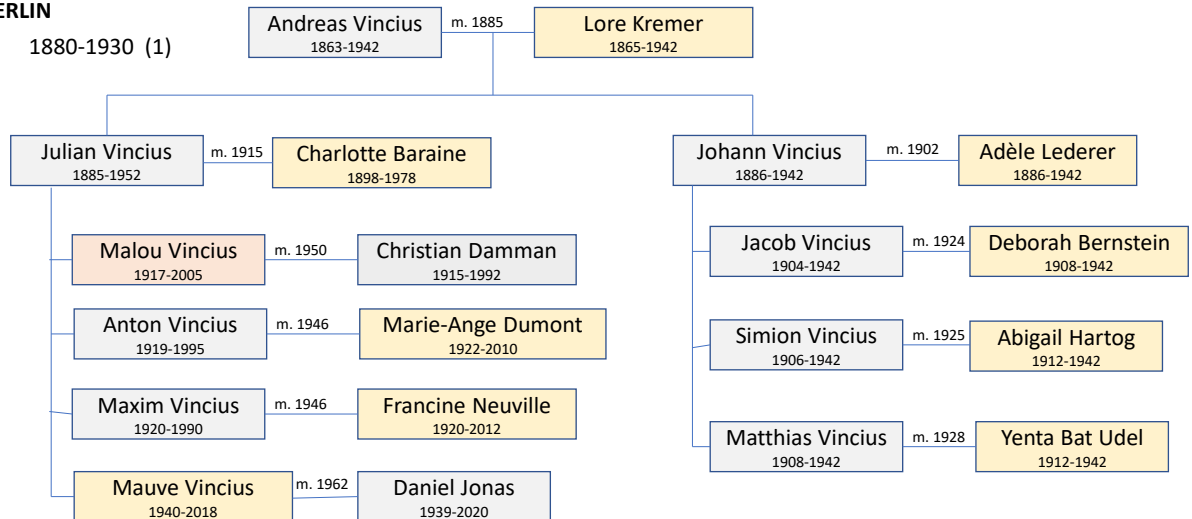 ERLIN
1880-1930 (1)
Andreas Vincius
1863-1942
m. 1885
Lore Kremer
1865-1942
Julian Vincius
1885-1952
m. 1915
Charlotte Baraine
1898-1978
Johann Vincius
1886-1942
m. 1902
Adèle Lederer
1886-1942
Malou Vincius
1917-2005
m. 1950
Christian Damman
1915-1992
Jacob Vincius
1904-1942
m. 1924
Deborah Bernstein
1908-1942
Anton Vincius
1919-1995
m. 1946
Marie-Ange Dumont
1922-2010
Simion Vincius
1906-1942
m. 1925
Abigail Hartog
1912-1942
Maxim Vincius
1920-1990
m. 1946
Francine Neuville
1920-2012
Matthias Vincius
1908-1942
m. 1928
Yenta Bat Udel
1912-1942
Mauve Vincius
1940-2018
m. 1962
Daniel Jonas
1939-2020